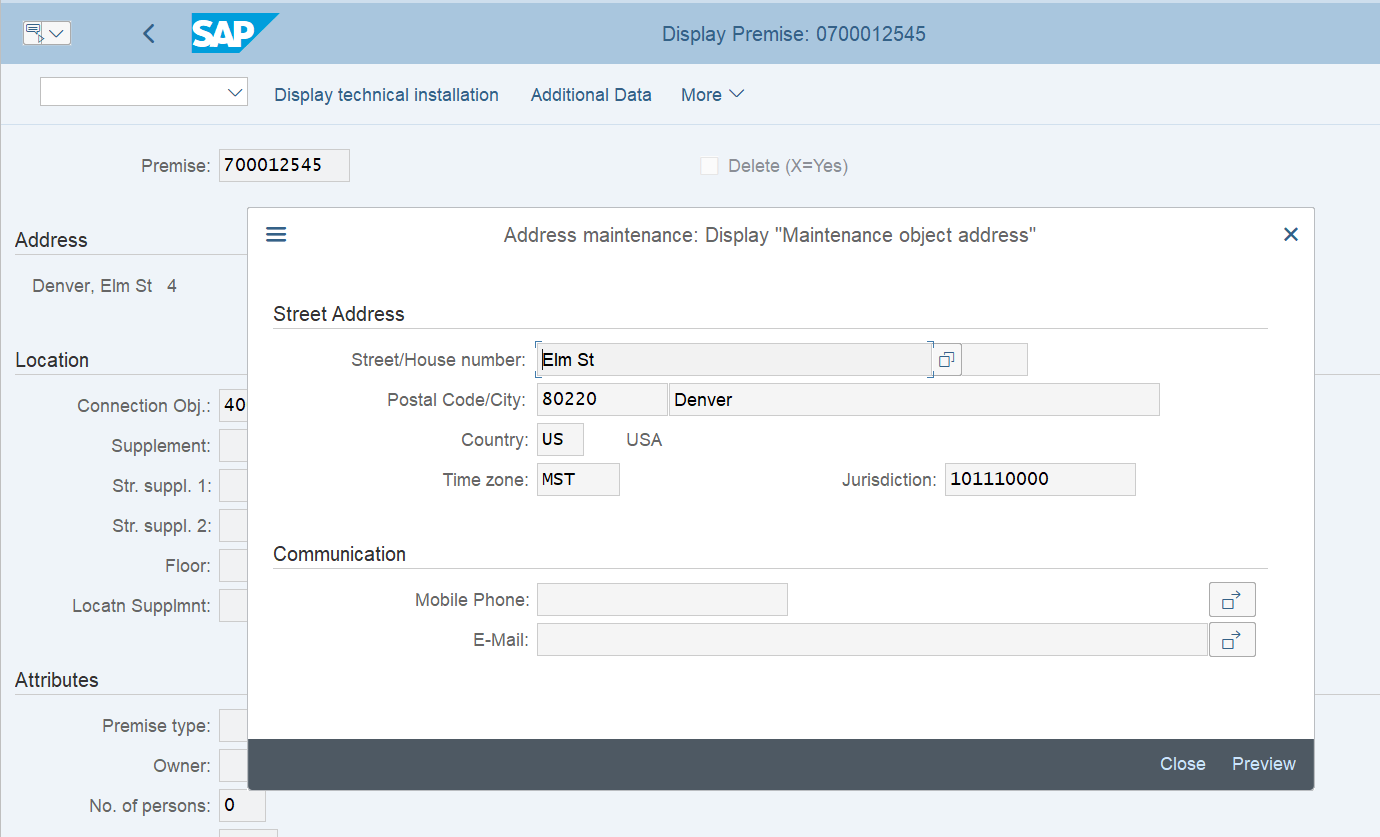 SAP
Display Premise: 0700012545
Display technical installation Additional Data More
Premise: 700012545 Delete (X=Yes)
Address
Denver, Elm St 4
Location
Connection Obj.: 40
Supplement:
Str. suppl. 1:
Str. suppl. 2:
Floor:
Locatn Supplmnt:
Attributes
Premise type:
Owner:
No. of persons: 0
Address maintenance: Display "Maintenance object address"
Street Address
Street/House number: Elm St
Postal Code/City: 80220 Denver
Country: US USA
Time zone: MST Jurisdiction: 101110000
Communication
Mobile Phone:
E-Mail:
Close Preview